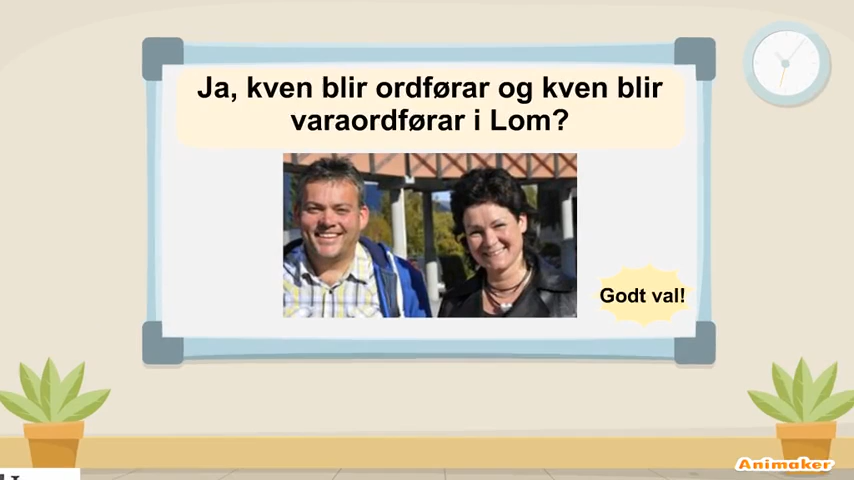 Ja, kven blir ordførar og kven blir
varaordførar i Lom?
Godt val!
Animaker